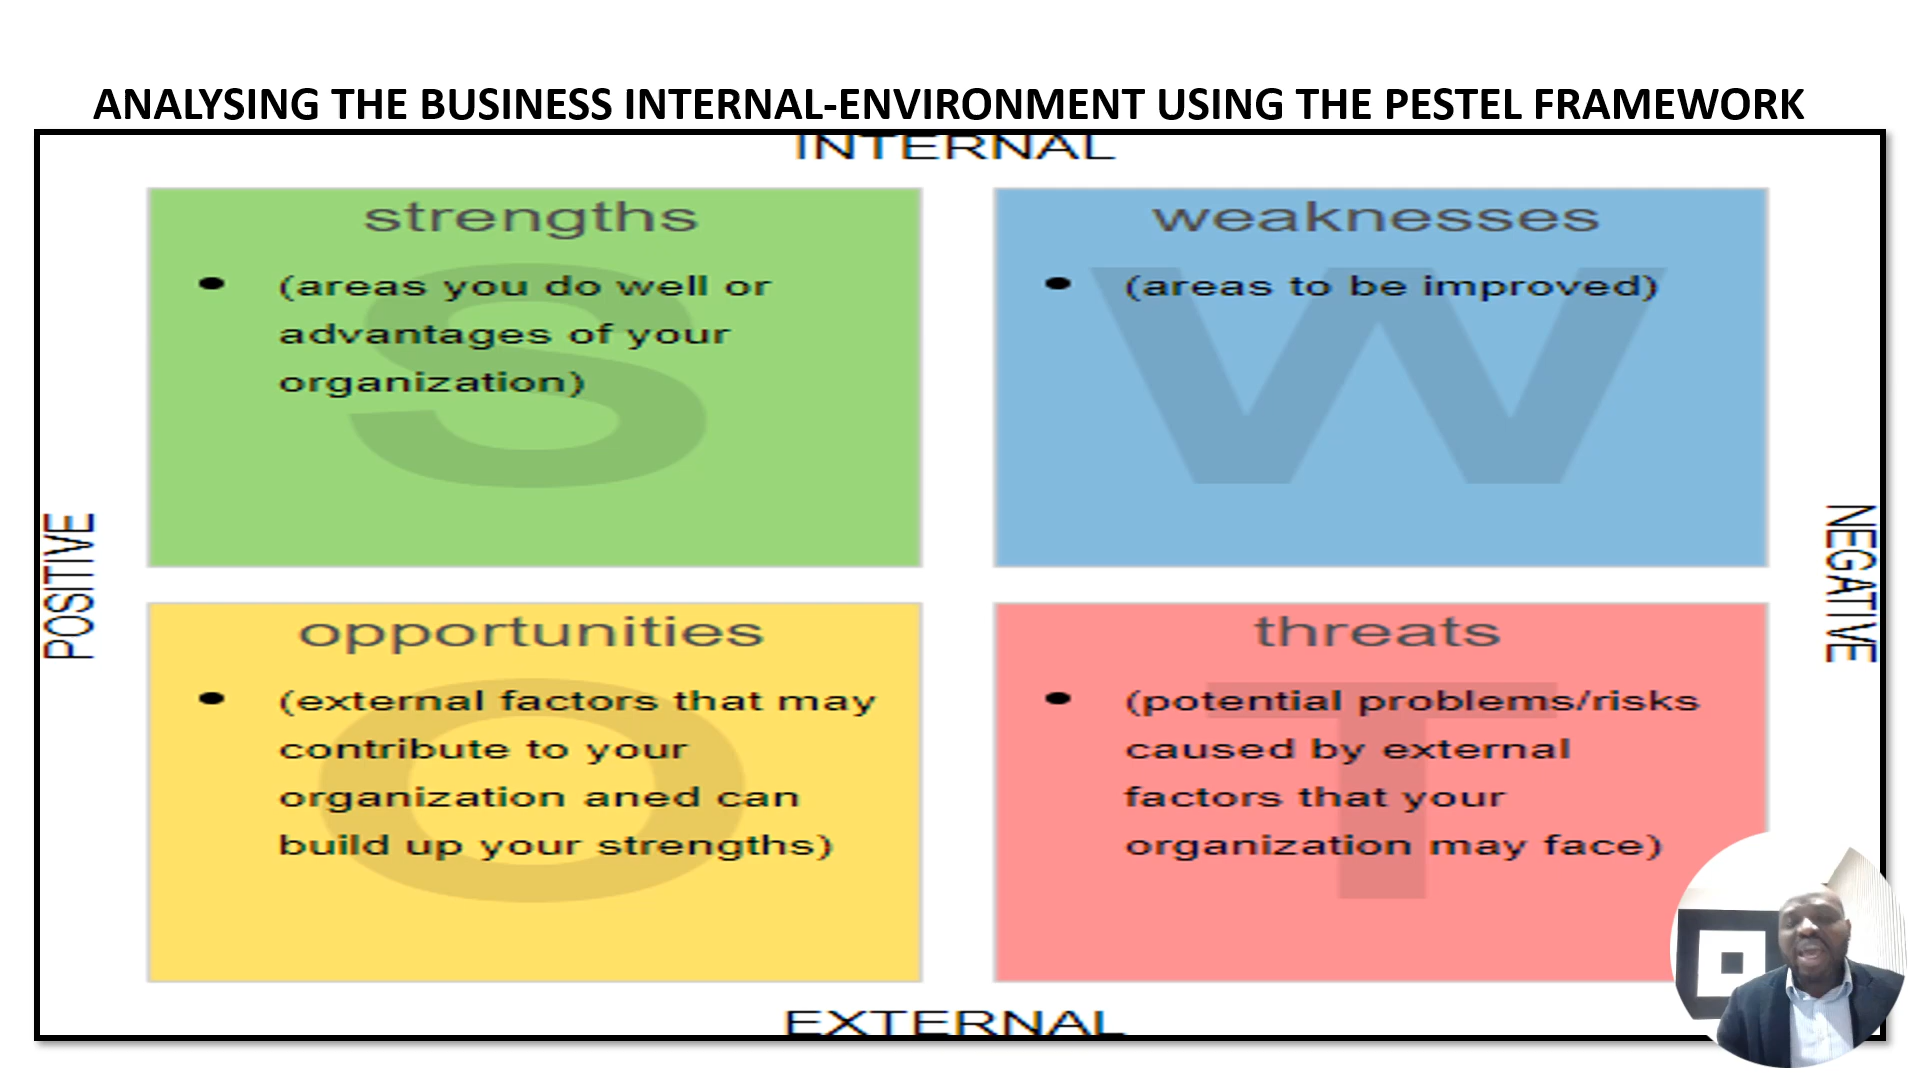 ANALYSING THE BUSINESS INTERNAL-ENVIRONMENT USING THE PESTEL FRAMEWORK
INTERNAL
strengths
S
• (areas you do well or
advantages of your
organization)
weaknesses
W
• (areas to be improved)
POSITIVE
NEGATIVE
opportunities
O
• (external factors that may
contribute to your
organization aned can
build up your strengths)
threats
T
• (potential problems/risks
caused by external
factors that your
organization may face)
EXTERNAL